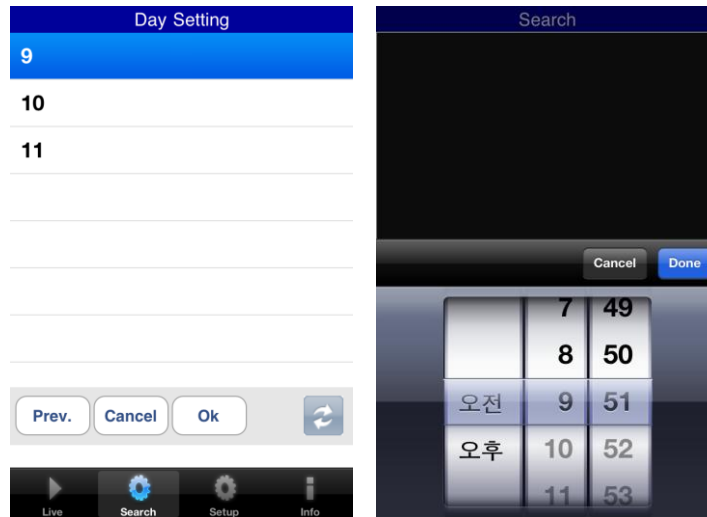 Day Setting
9
10
11
Prev. Cancel Ok
Live Search Setup Info
Search
Cancel Done
7 49
8 50
오전 9 51
오후 10 52
11 53